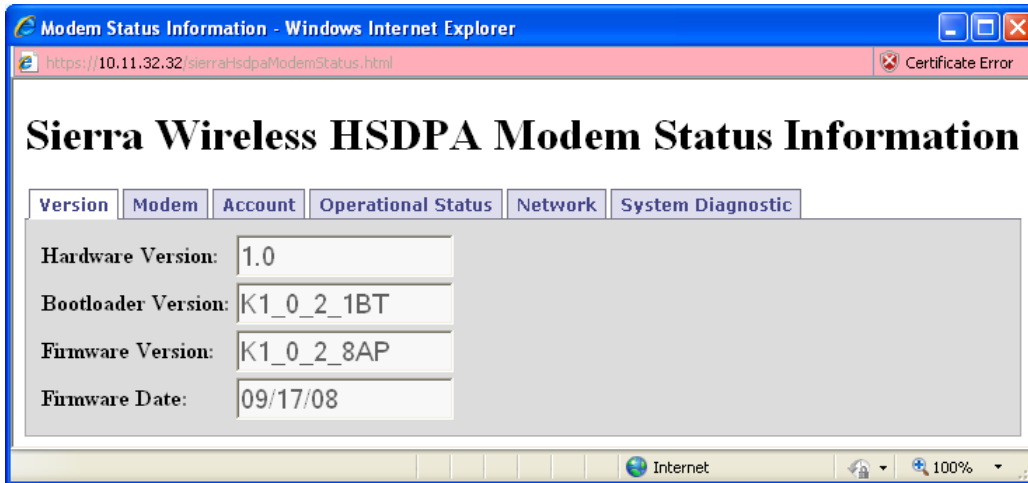 Modem Status Information - Windows Internet Explorer
https://10.11.32.32/sierraHsdpaModemStatus.html Certificate Error
Sierra Wireless HSDPA Modem Status Information
Version Modem Account Operational Status Network System Diagnostic
Hardware Version: 1.0
Bootloader Version: K1_0_2_1BT
Firmware Version: K1_0_2_8AP
Firmware Date: 09/17/08
Internet 100%